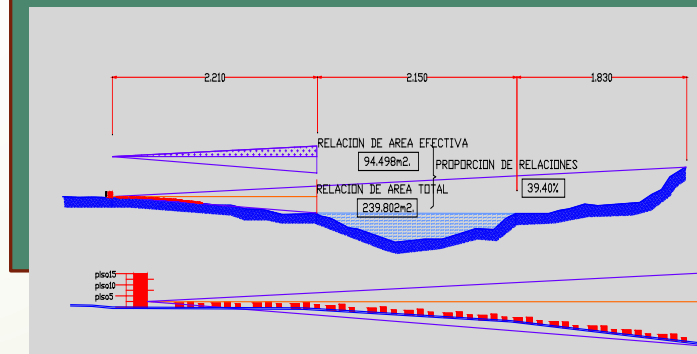 2.210 2.150 1.830
RELACION DE AREA EFECTIVA
94.498m2.
PROPORCION DE RELACIONES
39.40%
RELACION DE AREA TOTAL
239.802m2.
piso15
piso10
piso5